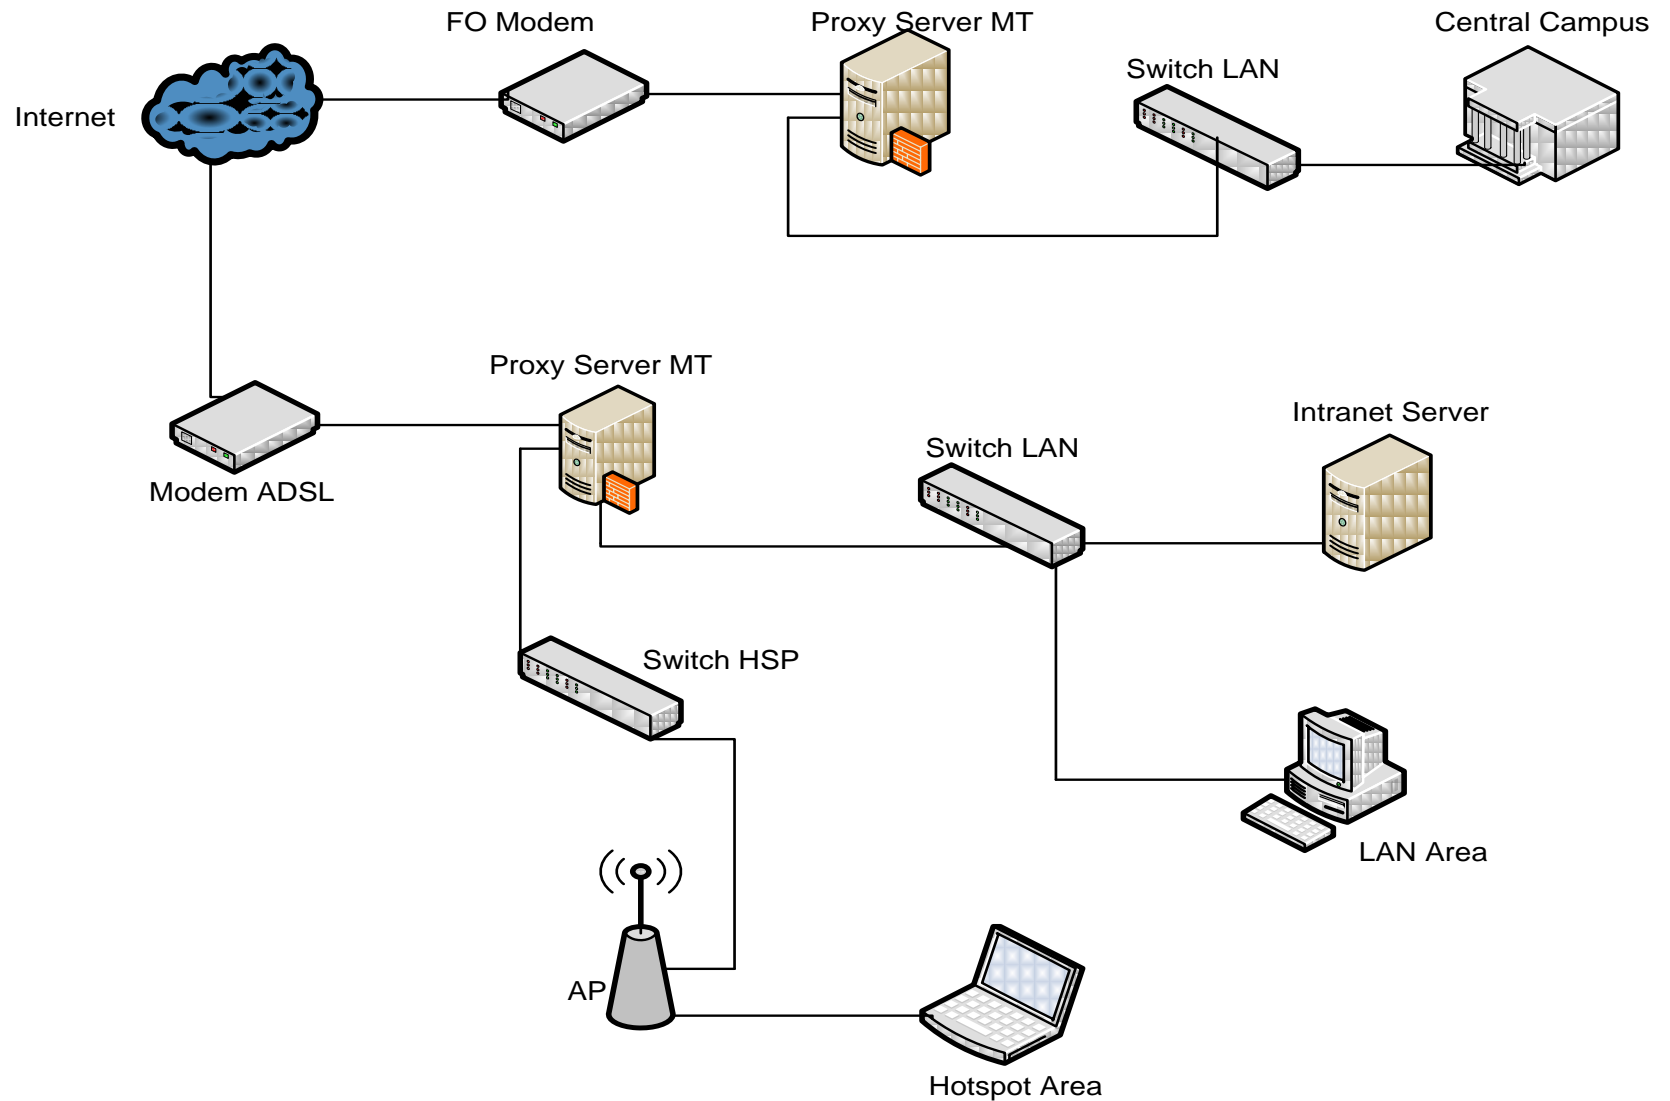 FO Modem
Proxy Server MT
Central Campus
Switch LAN
Internet
Proxy Server MT
Intranet Server
Switch LAN
Modem ADSL
Switch HSP
LAN Area
AP
Hotspot Area